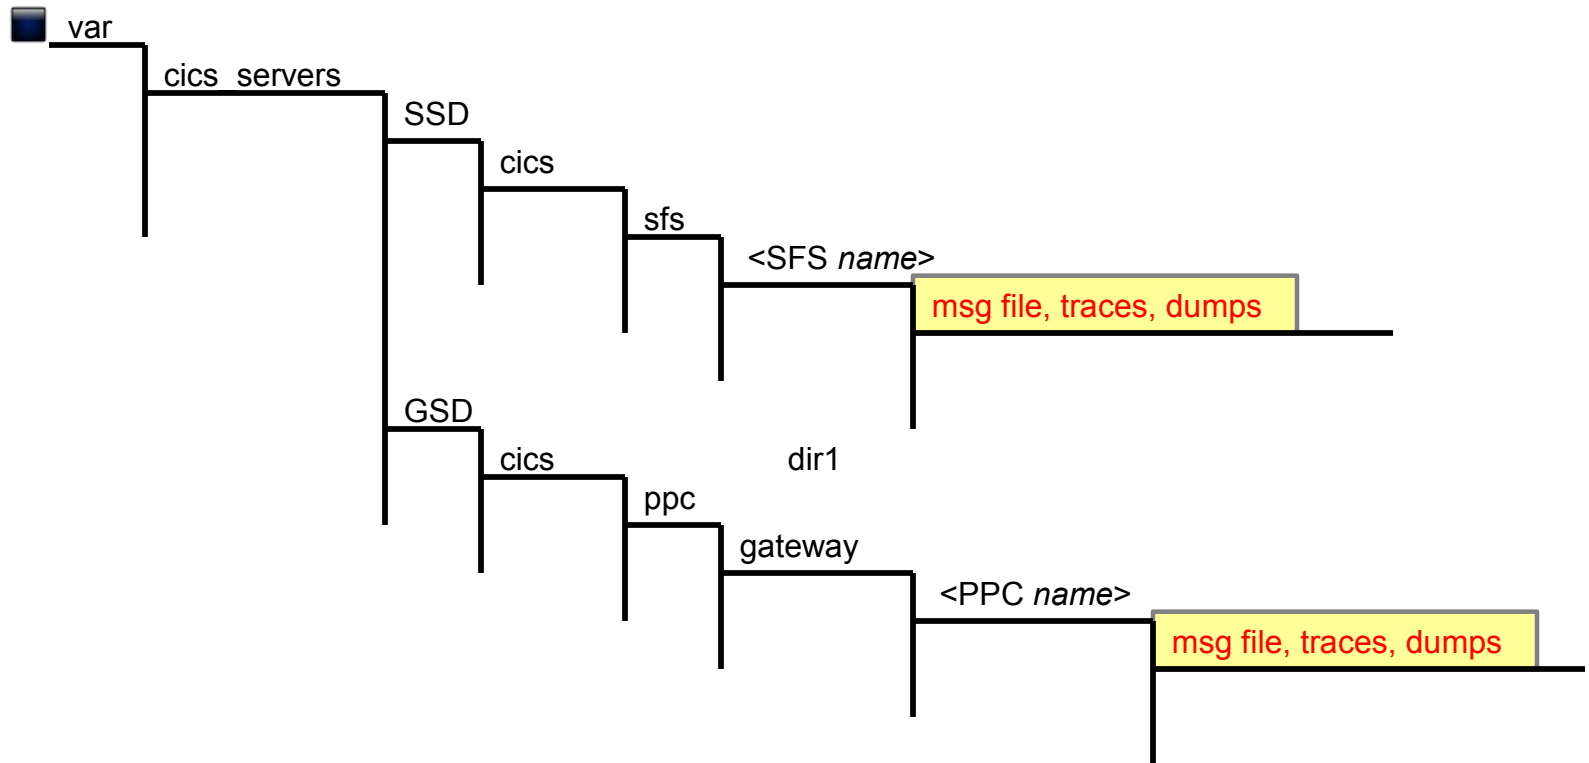 var
cics_servers
SSD
cics
sfs
<SFS name>
msg file, traces, dumps
GSD
cics
dir1
ppc
gateway
<PPC name>
msg file, traces, dumps